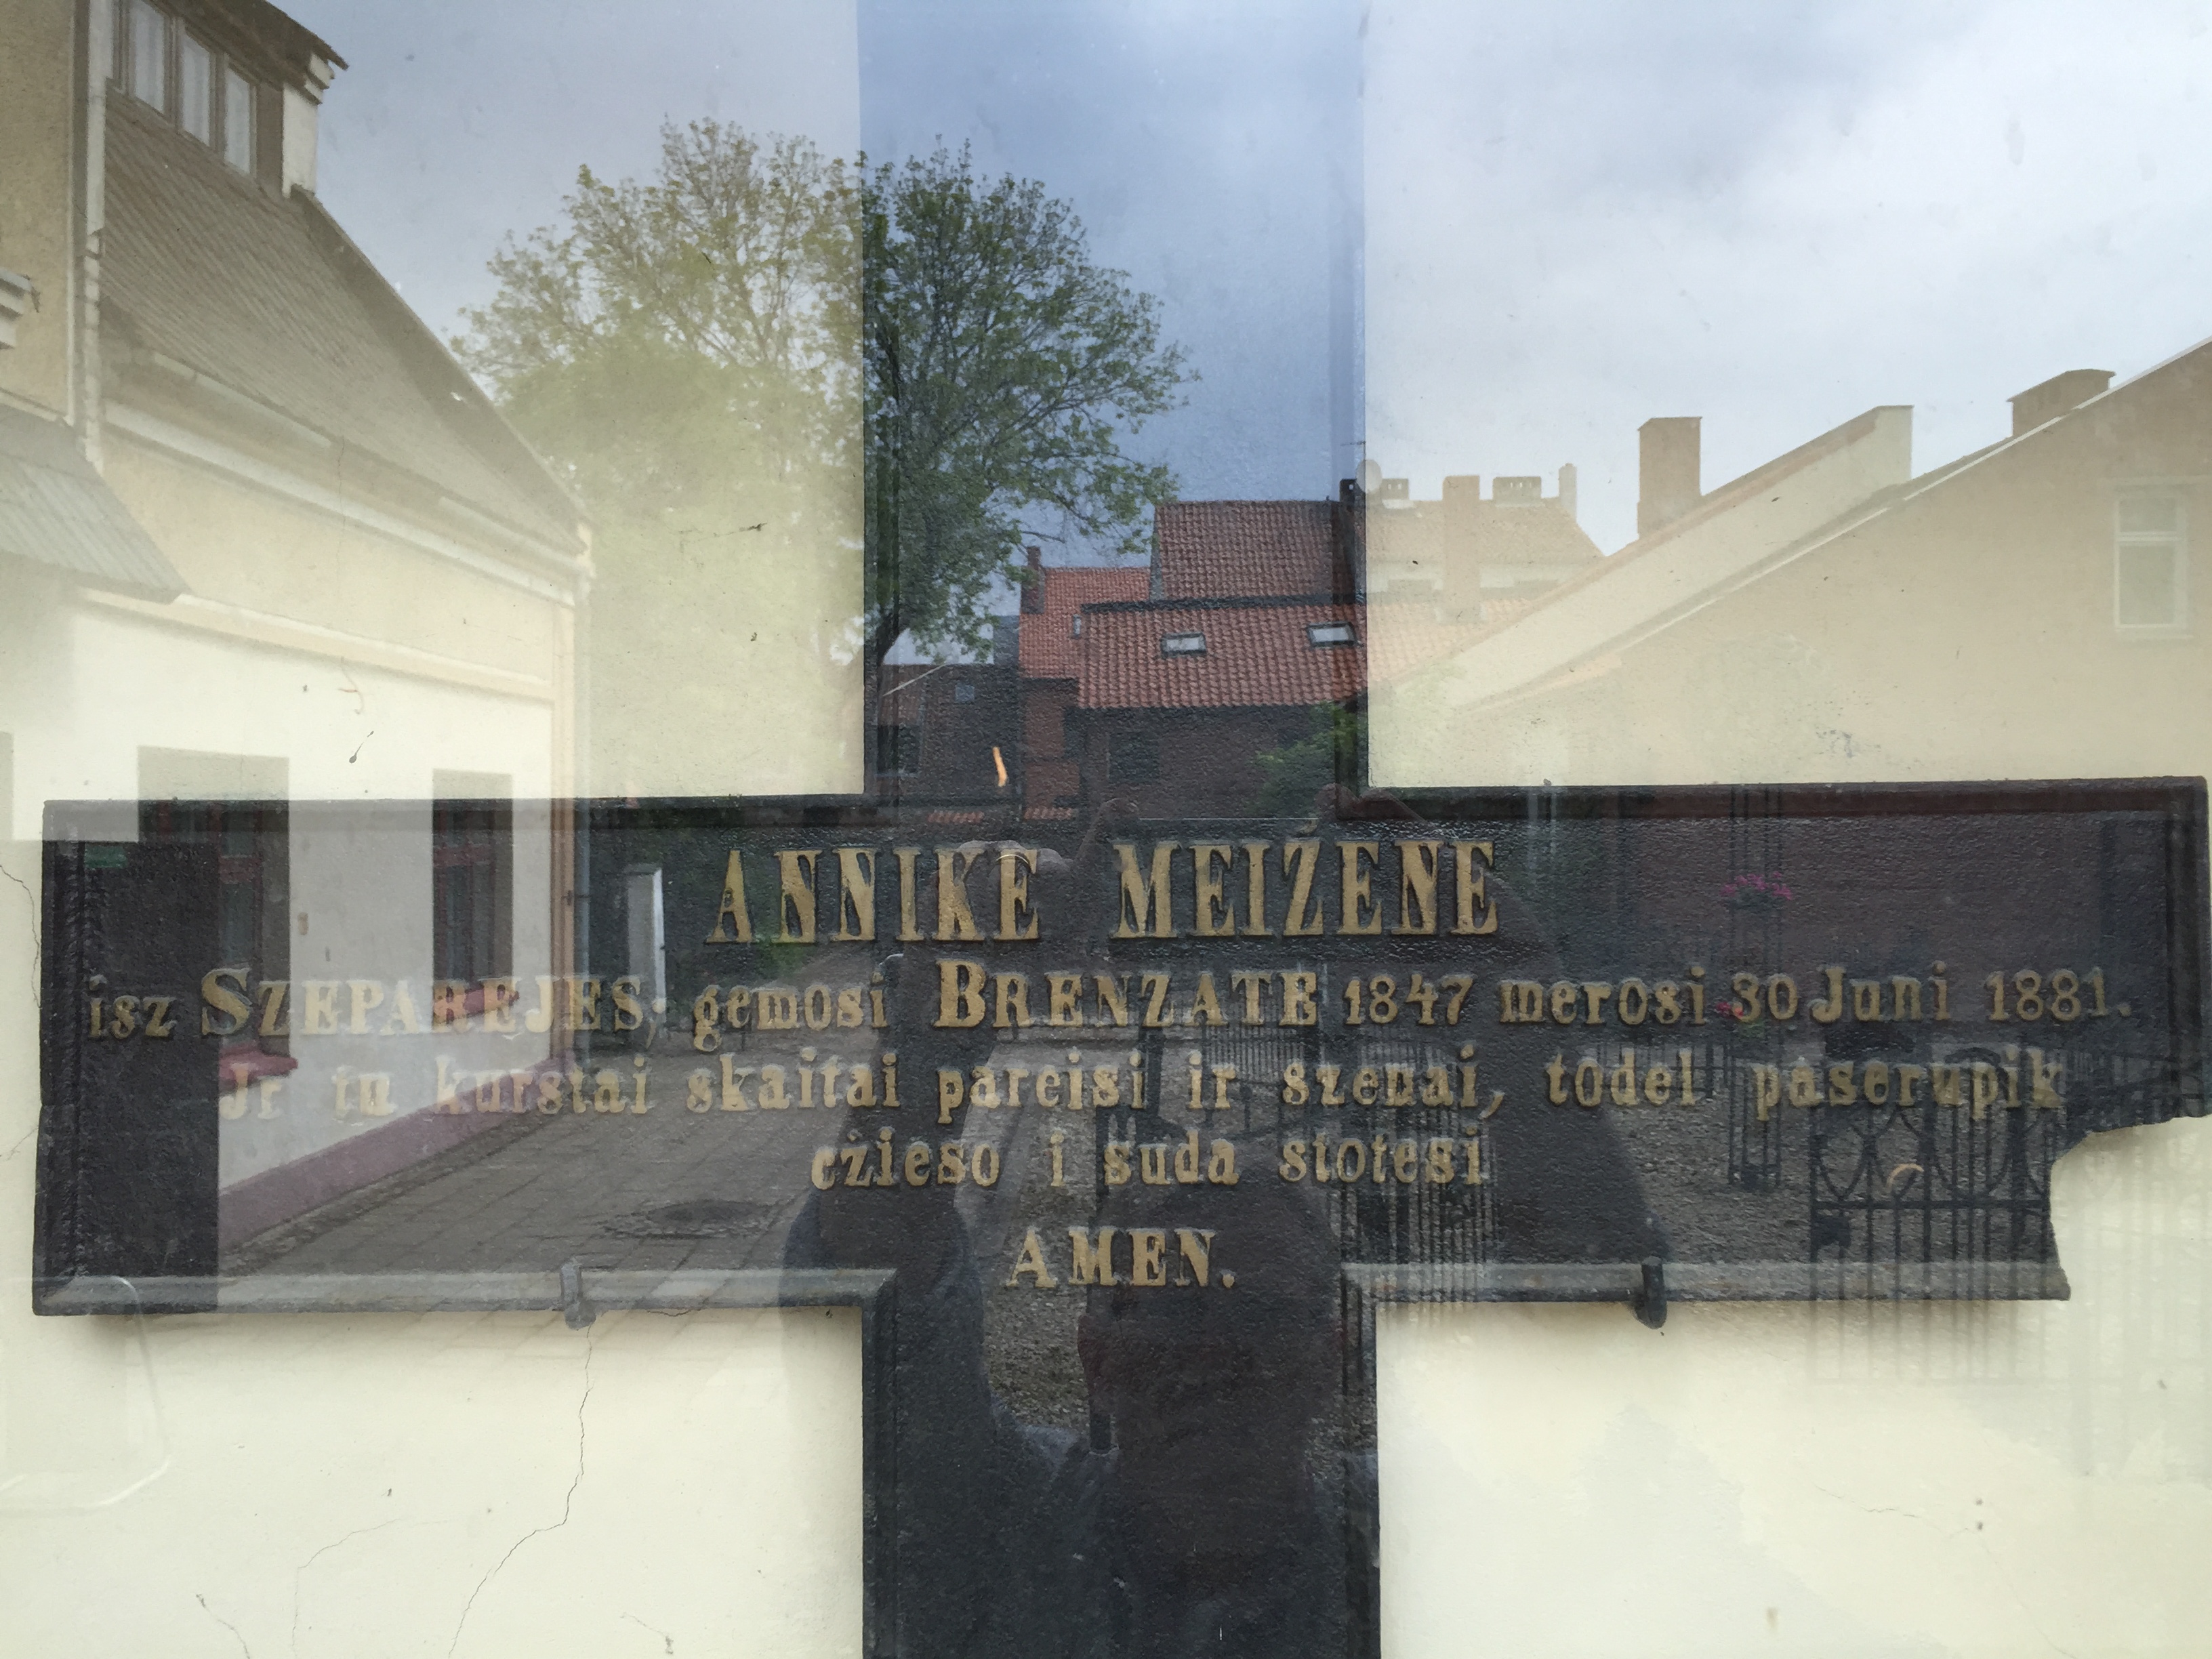 ANNIKE MEIŻENE
isz SZEPAREJES, gemosi BRENZATE 1847 merosi 30 Juni 1881.
Jr tu kurstai skaitai pareisi ir szenai, todel paserupik
cżieso i suda stotesi
AMEN.